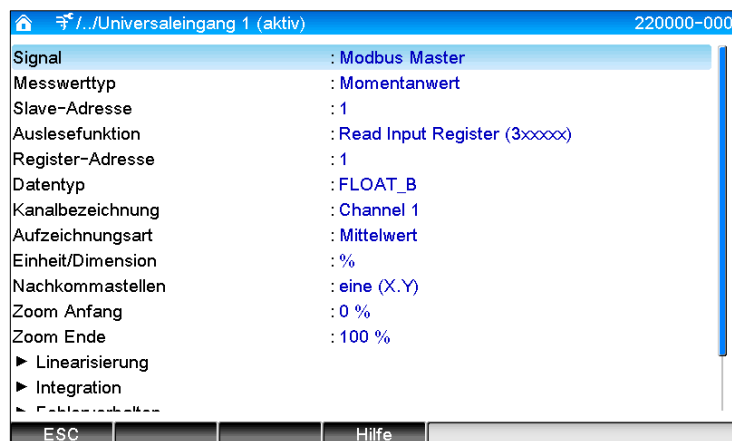 /../Universaleingang 1 (aktiv) 220000-000
Signal : Modbus Master
Messwerttyp : Momentanwert
Slave-Adresse : 1
Auslesefunktion : Read Input Register (3xxxxx)
Register-Adresse : 1
Datentyp : FLOAT_B
Kanalbezeichnung : Channel 1
Aufzeichnungsart : Mittelwert
Einheit/Dimension : %
Nachkommastellen : eine (X.Y)
Zoom Anfang : 0 %
Zoom Ende : 100 %
► Linearisierung
► Integration
ESC Hilfe